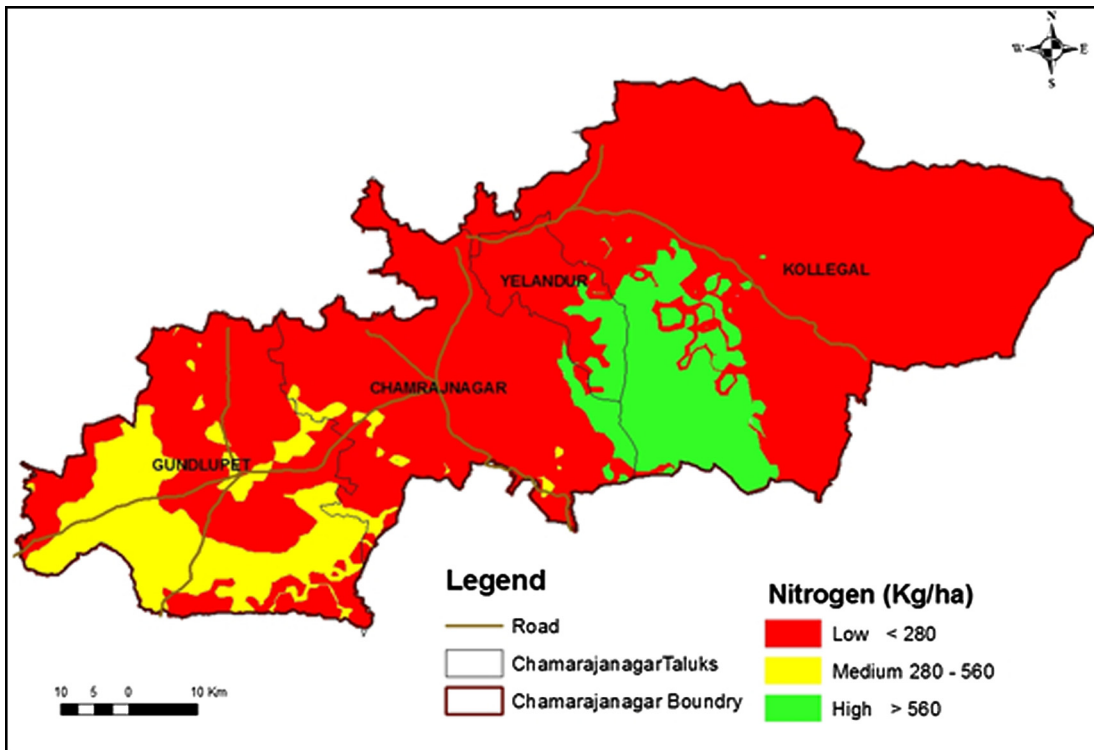 N
W E
S
KOLLEGAL
YELANDUR
CHAMRAJNAGAR
GUNDLUPET
Legend
Road
ChamarajanagarTaluks
Chamarajanagar Boundry
Nitrogen (Kg/ha)
Low < 280
Medium 280 - 560
High > 560
10 5 0 10 Km